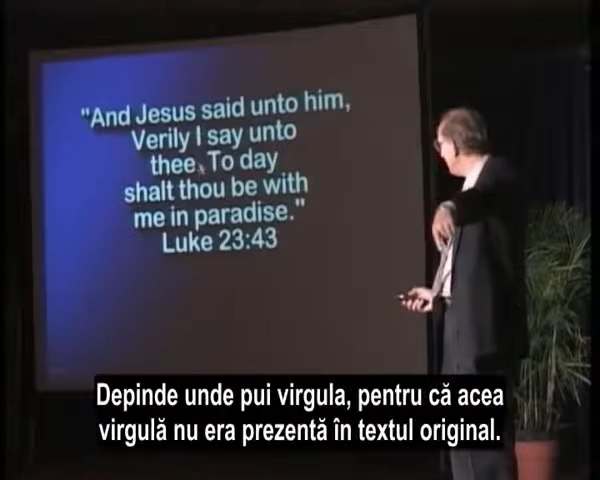 "And Jesus said unto him,
Verily I say unto
thee, To day
shalt thou be with
me in paradise."
Luke 23:43
Depinde unde pui virgula, pentru că acea
virgulă nu era prezentă în textul original.